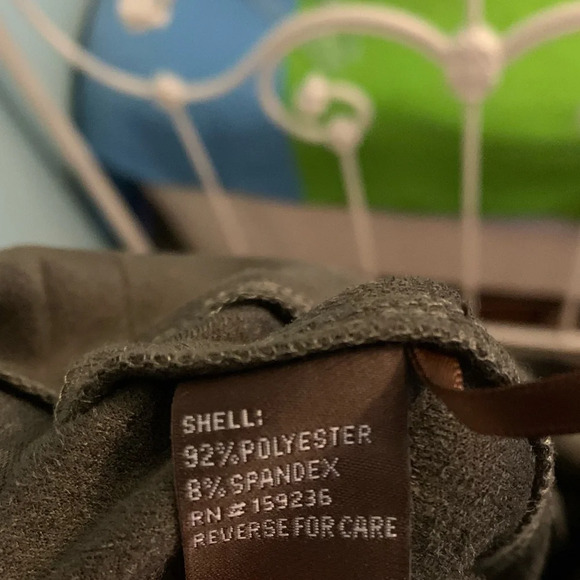 SHELL:
92%POLYESTER
8%SPANDEX
RN#159236
REVERSE FOR CARE